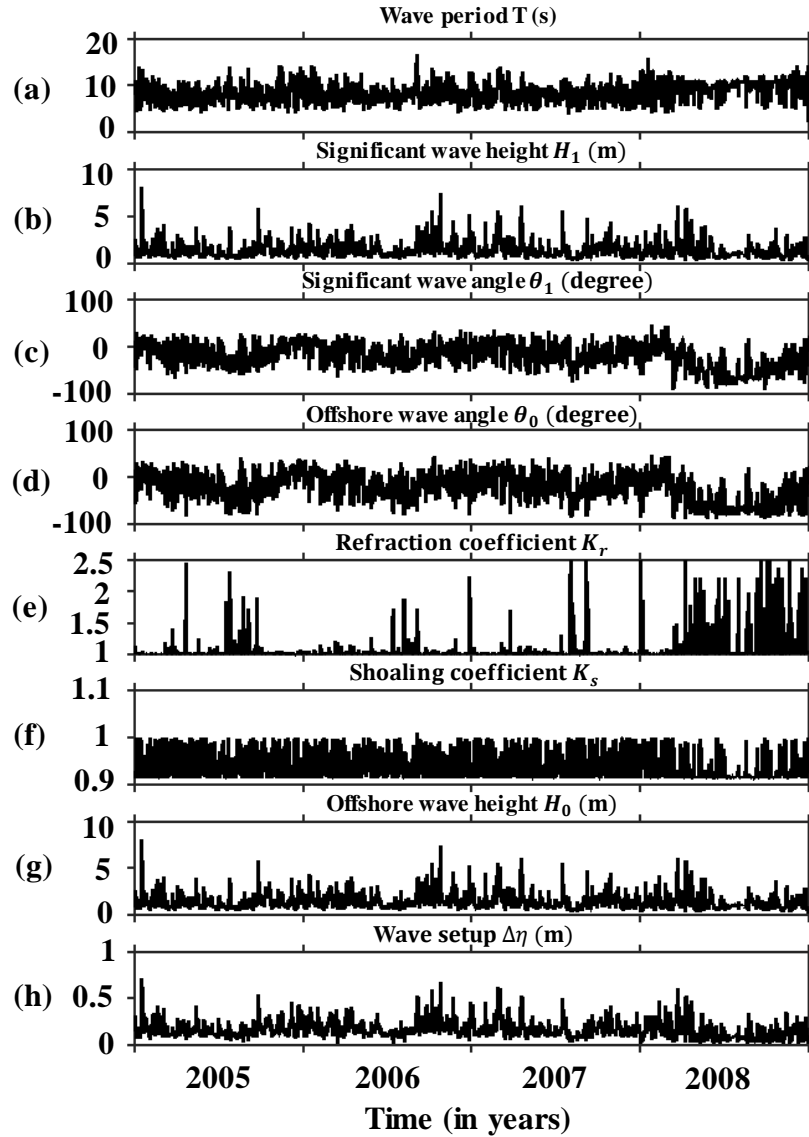 Wave period T (s)
20
(a)
10
0
Significant wave height H₁ (m)
10
(b)
5
0
Significant wave angle θ₁ (degree)
100
(c)
0
-100
Offshore wave angle θ₀ (degree)
100
(d)
0
-100
Refraction coefficient Kᵣ
2.5
2
(e)
1.5
1
Shoaling coefficient Kₛ
1.1
(f)
1
0.9
Offshore wave height H₀ (m)
10
(g)
5
0
Wave setup Δη (m)
1
(h)
0.5
0
2005 2006 2007 2008
Time (in years)